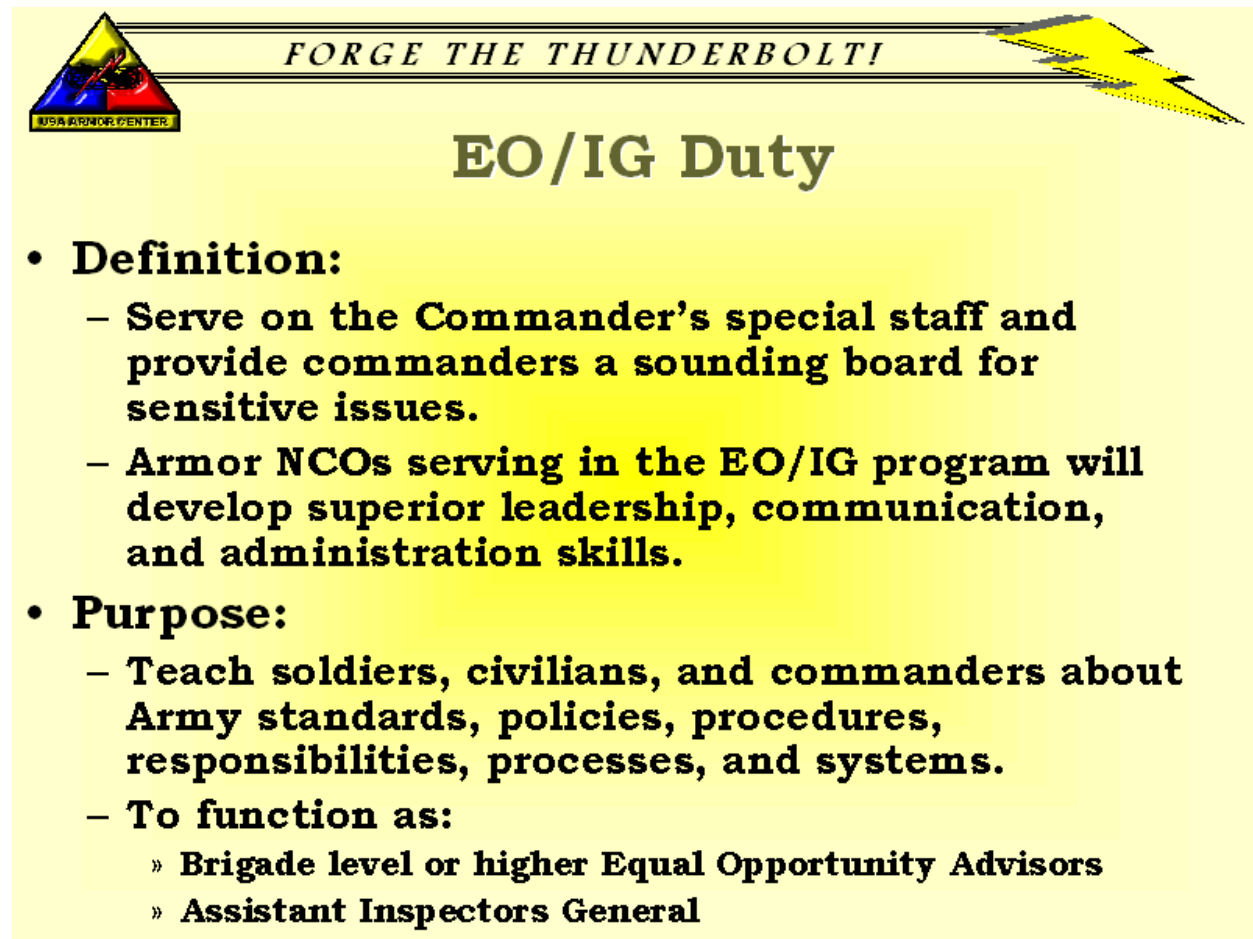 FORGE THE THUNDERBOLT!
USA ARMOR CENTER
EO/IG Duty
• Definition:
– Serve on the Commander’s special staff and
provide commanders a sounding board for
sensitive issues.
– Armor NCOs serving in the EO/IG program will
develop superior leadership, communication,
and administration skills.
• Purpose:
– Teach soldiers, civilians, and commanders about
Army standards, policies, procedures,
responsibilities, processes, and systems.
– To function as:
» Brigade level or higher Equal Opportunity Advisors
» Assistant Inspectors General